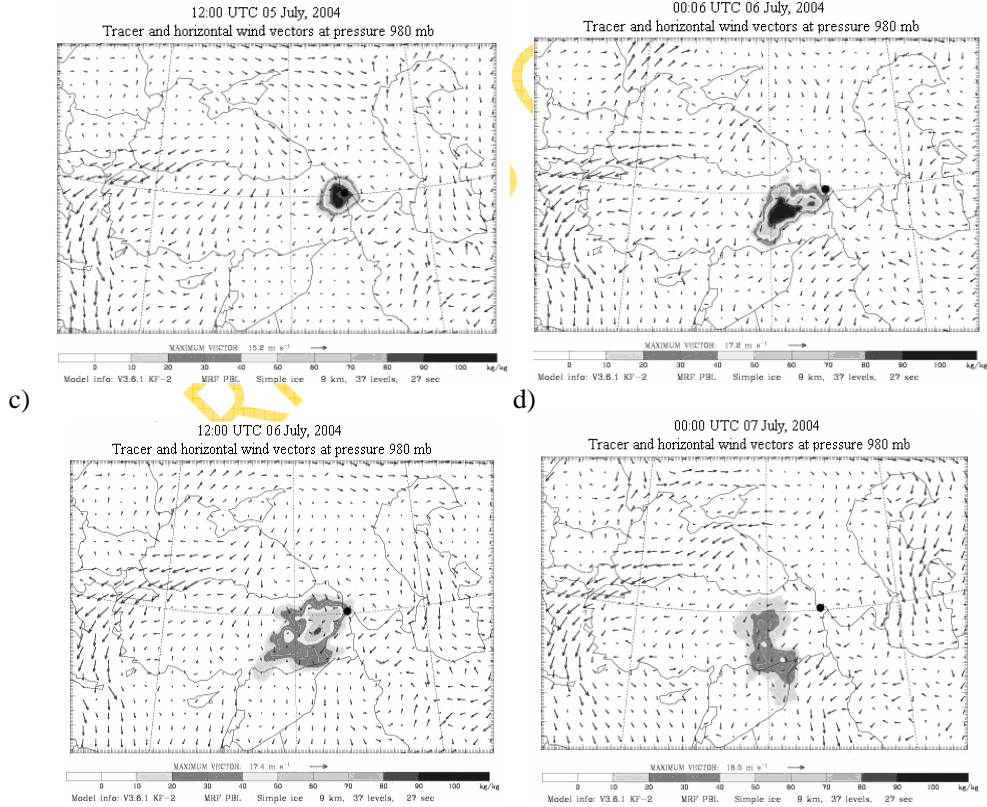 12:00 UTC 05 July, 2004
Tracer and horizontal wind vectors at pressure 980 mb
MAXIMUM VECTOR: 15.2 m s⁻¹
0 10 20 30 40 50 60 70 80 90 100 kg/kg
Model info: V3.6.1 KF-2 MRF PBL Simple ice 9 km, 37 levels, 27 sec
00:06 UTC 06 July, 2004
Tracer and horizontal wind vectors at pressure 980 mb
MAXIMUM VECTOR: 17.2 m s⁻¹
0 10 20 30 40 50 60 70 80 90 100 kg/kg
Model info: V3.6.1 KF-2 MRF PBL Simple ice 9 km, 37 levels, 27 sec
c)
12:00 UTC 06 July, 2004
Tracer and horizontal wind vectors at pressure 980 mb
MAXIMUM VECTOR: 17.4 m s⁻¹
0 10 20 30 40 50 60 70 80 90 100 kg/kg
Model info: V3.6.1 KF-2 MRF PBL Simple ice 9 km, 37 levels, 27 sec
d)
00:00 UTC 07 July, 2004
Tracer and horizontal wind vectors at pressure 980 mb
MAXIMUM VECTOR: m s⁻¹
0 10 20 30 40 50 60 70 80 90 100 kg/kg
Model info: V3.6.1 KF-2 MRF PBL Simple ice 9 km, 37 levels, 27 sec